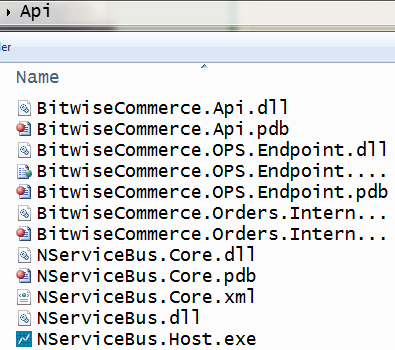 Api
der
Name
BitwiseCommerce.Api.dll
BitwiseCommerce.Api.pdb
BitwiseCommerce.OPS.Endpoint.dll
BitwiseCommerce.OPS.Endpoint....
BitwiseCommerce.OPS.Endpoint.pdb
BitwiseCommerce.Orders.Intern...
BitwiseCommerce.Orders.Intern...
NServiceBus.Core.dll
NServiceBus.Core.pdb
NServiceBus.Core.xml
NServiceBus.dll
NServiceBus.Host.exe